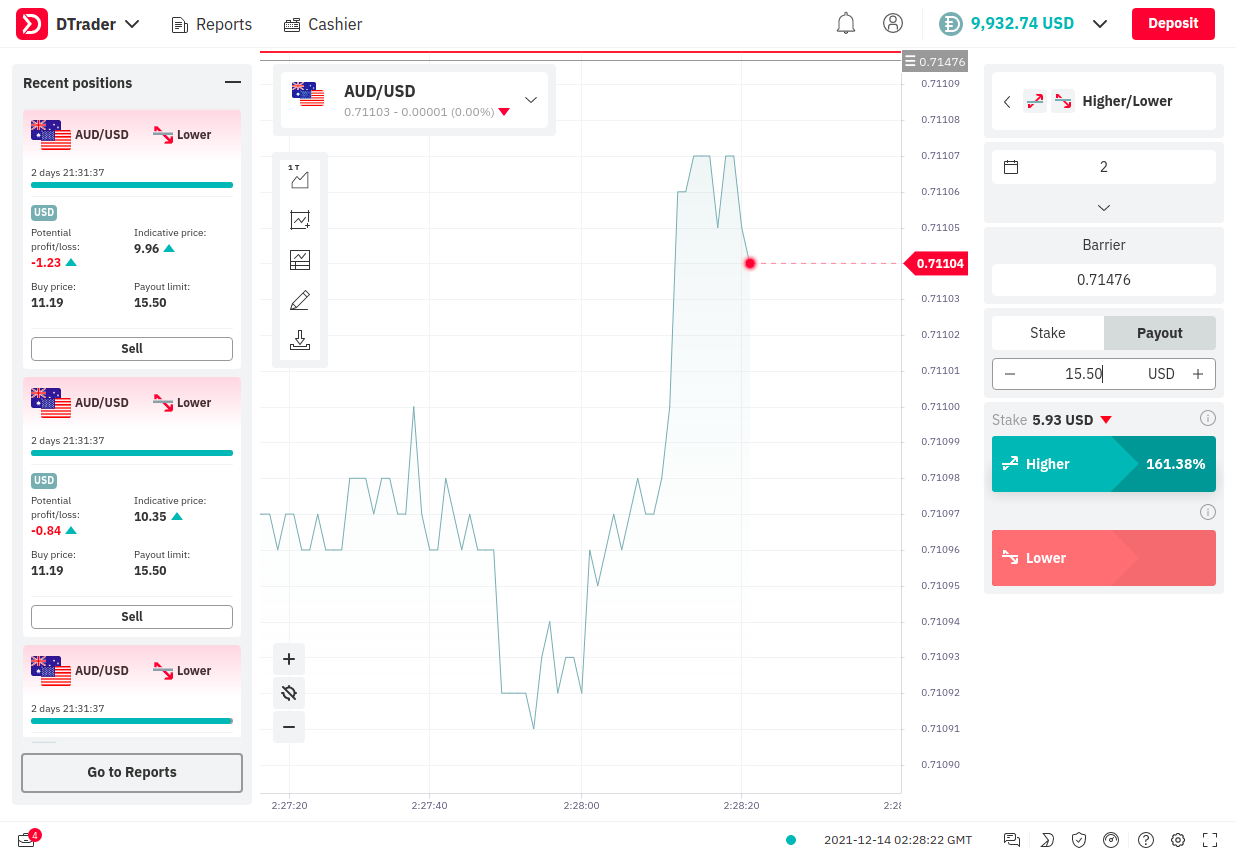 DTrader
Reports
Cashier
9,932.74 USD
Deposit
Recent positions
AUD/USD Lower
2 days 21:31:37
USD
Potential profit/loss:
-1.23
Indicative price:
9.96
Buy price:
11.19
Payout limit:
15.50
Sell
AUD/USD Lower
2 days 21:31:37
USD
Potential profit/loss:
-0.84
Indicative price:
10.35
Buy price:
11.19
Payout limit:
15.50
Sell
AUD/USD Lower
2 days 21:31:37
Go to Reports
AUD/USD
0.71103 - 0.00001 (0.00%)
1 T
0.71476
0.71109
0.71108
0.71107
0.71106
0.71105
0.71104
0.71103
0.71102
0.71101
0.71100
0.71099
0.71098
0.71097
0.71096
0.71095
0.71094
0.71093
0.71092
0.71091
0.71090
2:27:20
2:27:40
2:28:00
2:28:20
2:28
Higher/Lower
2
Barrier
0.71476
Stake Payout
− 15.50 USD +
Stake 5.93 USD
Higher 161.38%
Lower
4
2021-12-14 02:28:22 GMT